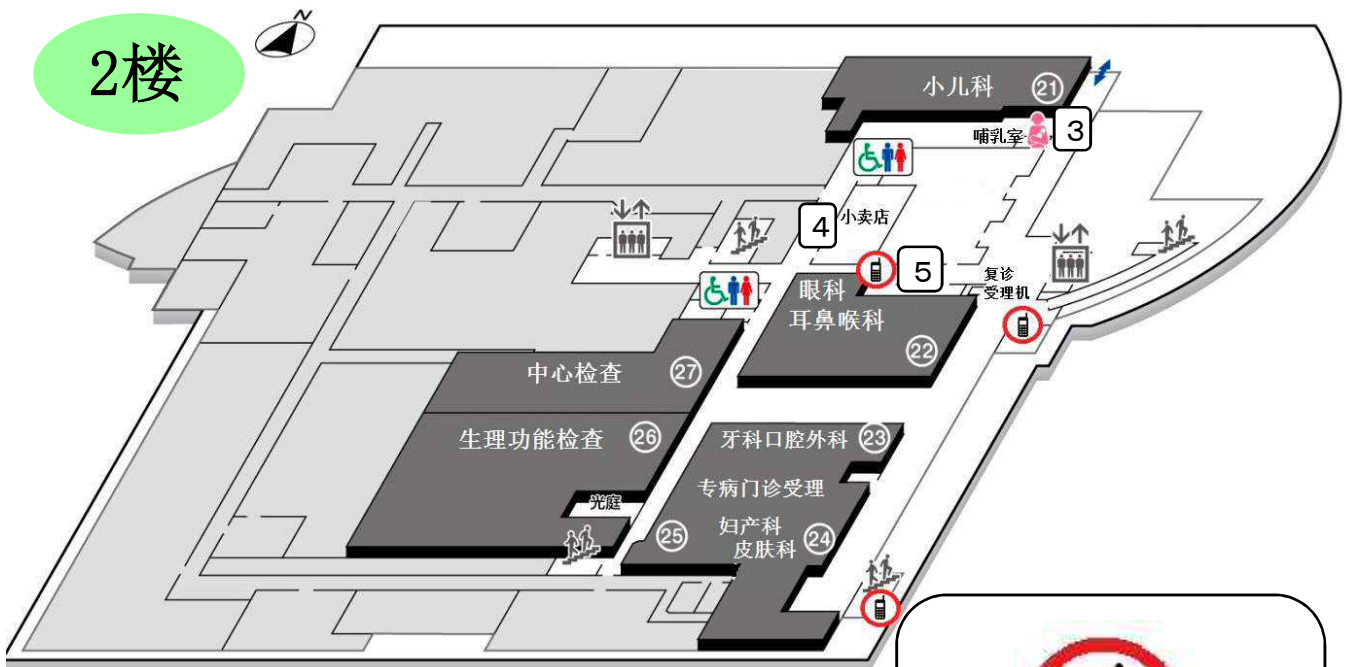 N
2楼
小儿科 21
哺乳室 3
4 小卖店
5
复诊
受理机
眼科
耳鼻喉科
22
中心检查 27
生理功能检查 26
牙科口腔外科 23
专病门诊受理
光庭
妇产科
皮肤科 24
25